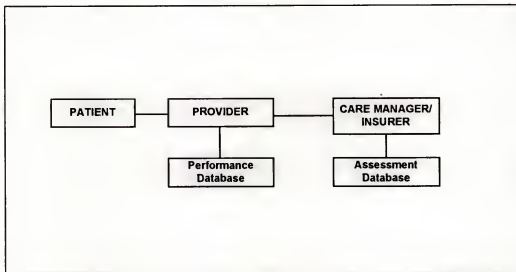 PATIENT
PROVIDER
CARE MANAGER/
INSURER
Performance
Database
Assessment
Database